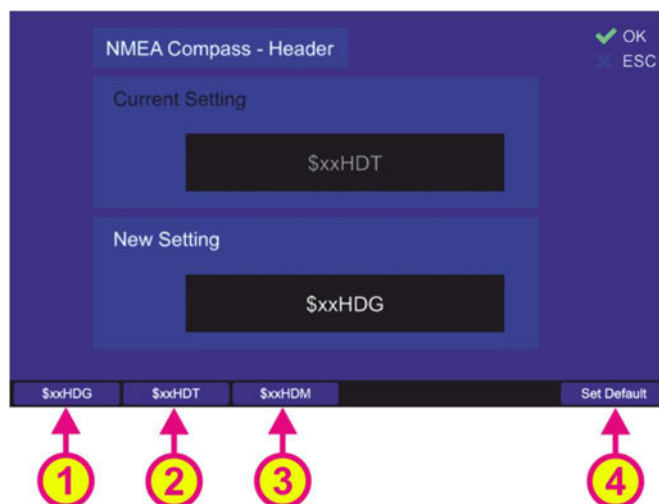 NMEA Compass - Header
OK
ESC
Current Setting
$xxHDT
New Setting
$xxHDG
$xxHDG $xxHDT $xxHDM Set Default
1 2 3 4